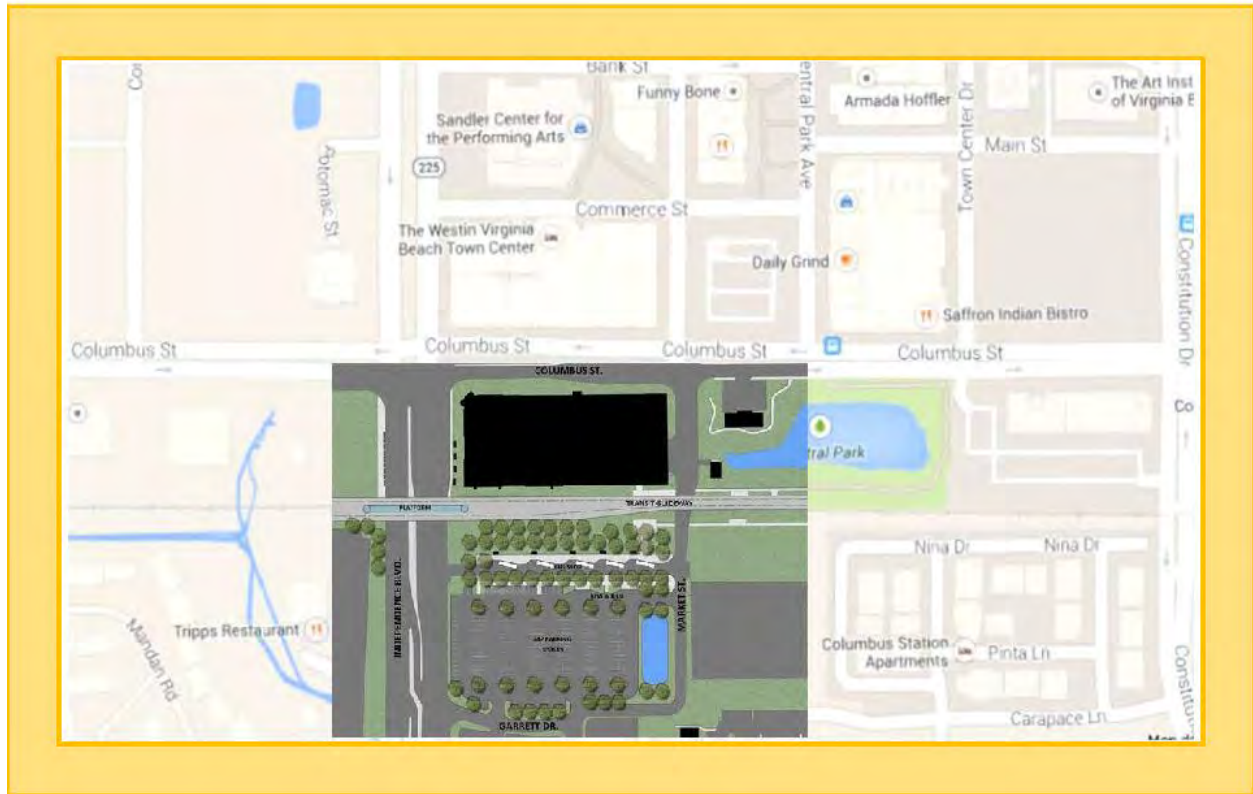 Bank St
Funny Bone
entral Park Ave
Armada Hoffler
Town Center Dr
The Art Inst
of Virginia B
Sandler Center for
the Performing Arts
Main St
225
Potomac St
Commerce St
The Westin Virginia
Beach Town Center
Daily Grind
Constitution Dr
Saffron Indian Bistro
Columbus St
Columbus St
Columbus St
Columbus St
COLUMBUS ST.
Co
tral Park
TRANSIT GUIDEWAY
PLATFORM
INDEPENDENCE BLVD.
MARKET ST.
Nina Dr
Nina Dr
Tripps Restaurant
Mandan Rd
Columbus Station
Apartments
Pinta Ln
Constitu
Carapace Ln
GARRETT DR.